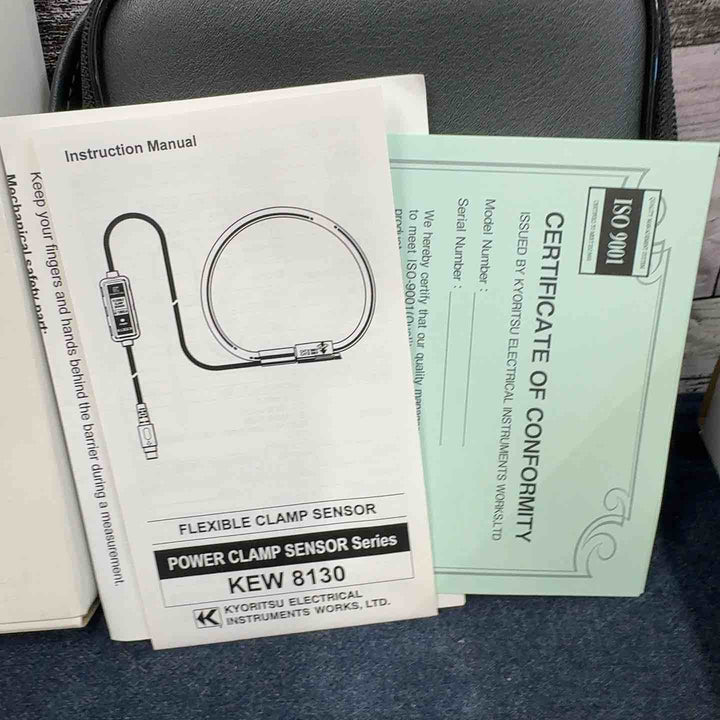 Instruction Manual
FLEXIBLE CLAMP SENSOR
POWER CLAMP SENSOR Series
KEW 8130
KYORITSU ELECTRICAL
INSTRUMENTS WORKS, LTD.
Keep your fingers and hands behind the barrier during a measurement.
Mechanical safety
ISO 9001
CERTIFICATE OF CONFORMITY
ISSUED BY KYORITSU ELECTRICAL INSTRUMENTS WORKS,LTD
Model Number :
Serial Number :
We hereby certify that our quality
to meet ISO-9001